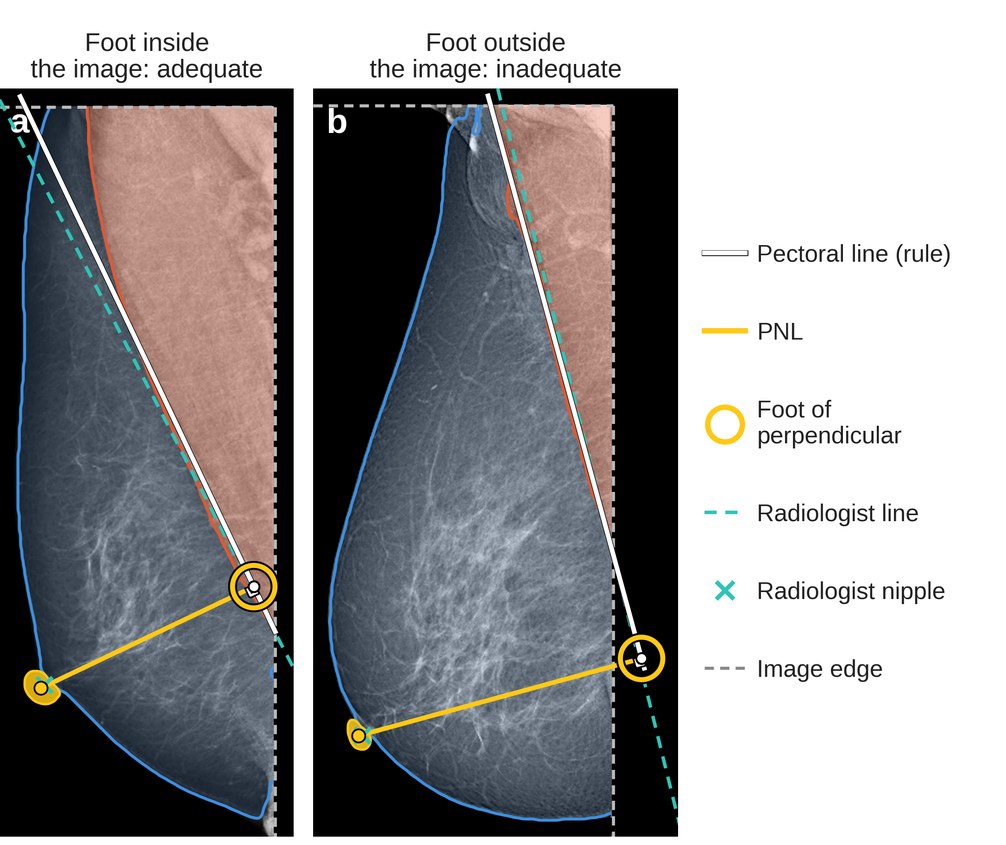 Foot inside
the image: adequate
Foot outside
the image: inadequate
a
b
Pectoral line (rule)
PNL
Foot of
perpendicular
Radiologist line
Radiologist nipple
Image edge